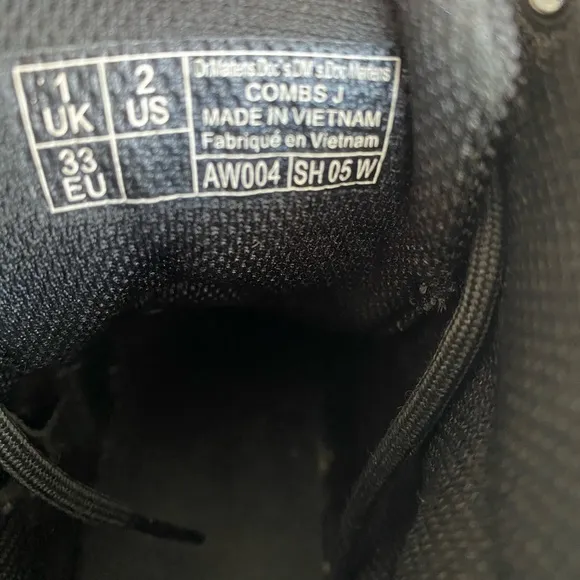 1 UK
2 US
33 EU
Dr.Martens.Doc's.DM's.Doc Martens
COMBS J
MADE IN VIETNAM
Fabriqué en Vietnam
AW004 SH 05 W